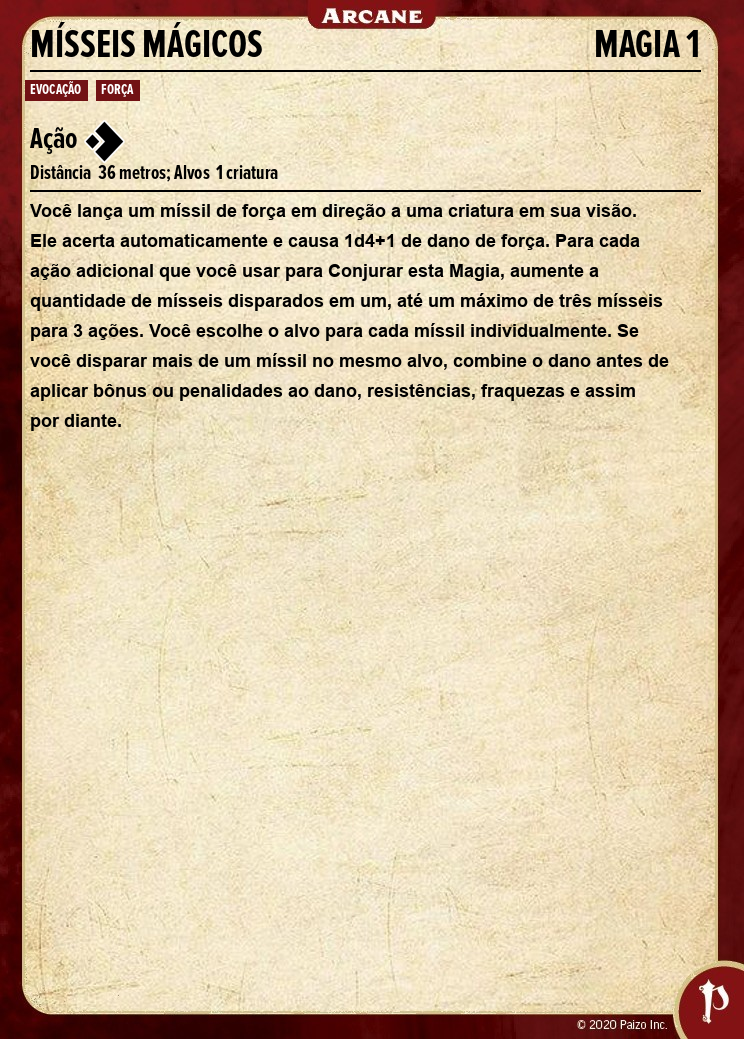 ARCANE
MÍSSEIS MÁGICOS MAGIA 1
EVOCAÇÃO FORÇA
Ação
Distância 36 metros; Alvos 1 criatura
Você lança um míssil de força em direção a uma criatura em sua visão.
Ele acerta automaticamente e causa 1d4+1 de dano de força. Para cada
ação adicional que você usar para Conjurar esta Magia, aumente a
quantidade de mísseis disparados em um, até um máximo de três mísseis
para 3 ações. Você escolhe o alvo para cada míssil individualmente. Se
você disparar mais de um míssil no mesmo alvo, combine o dano antes de
aplicar bônus ou penalidades ao dano, resistências, fraquezas e assim
por diante.
P
© 2020 Paizo Inc.